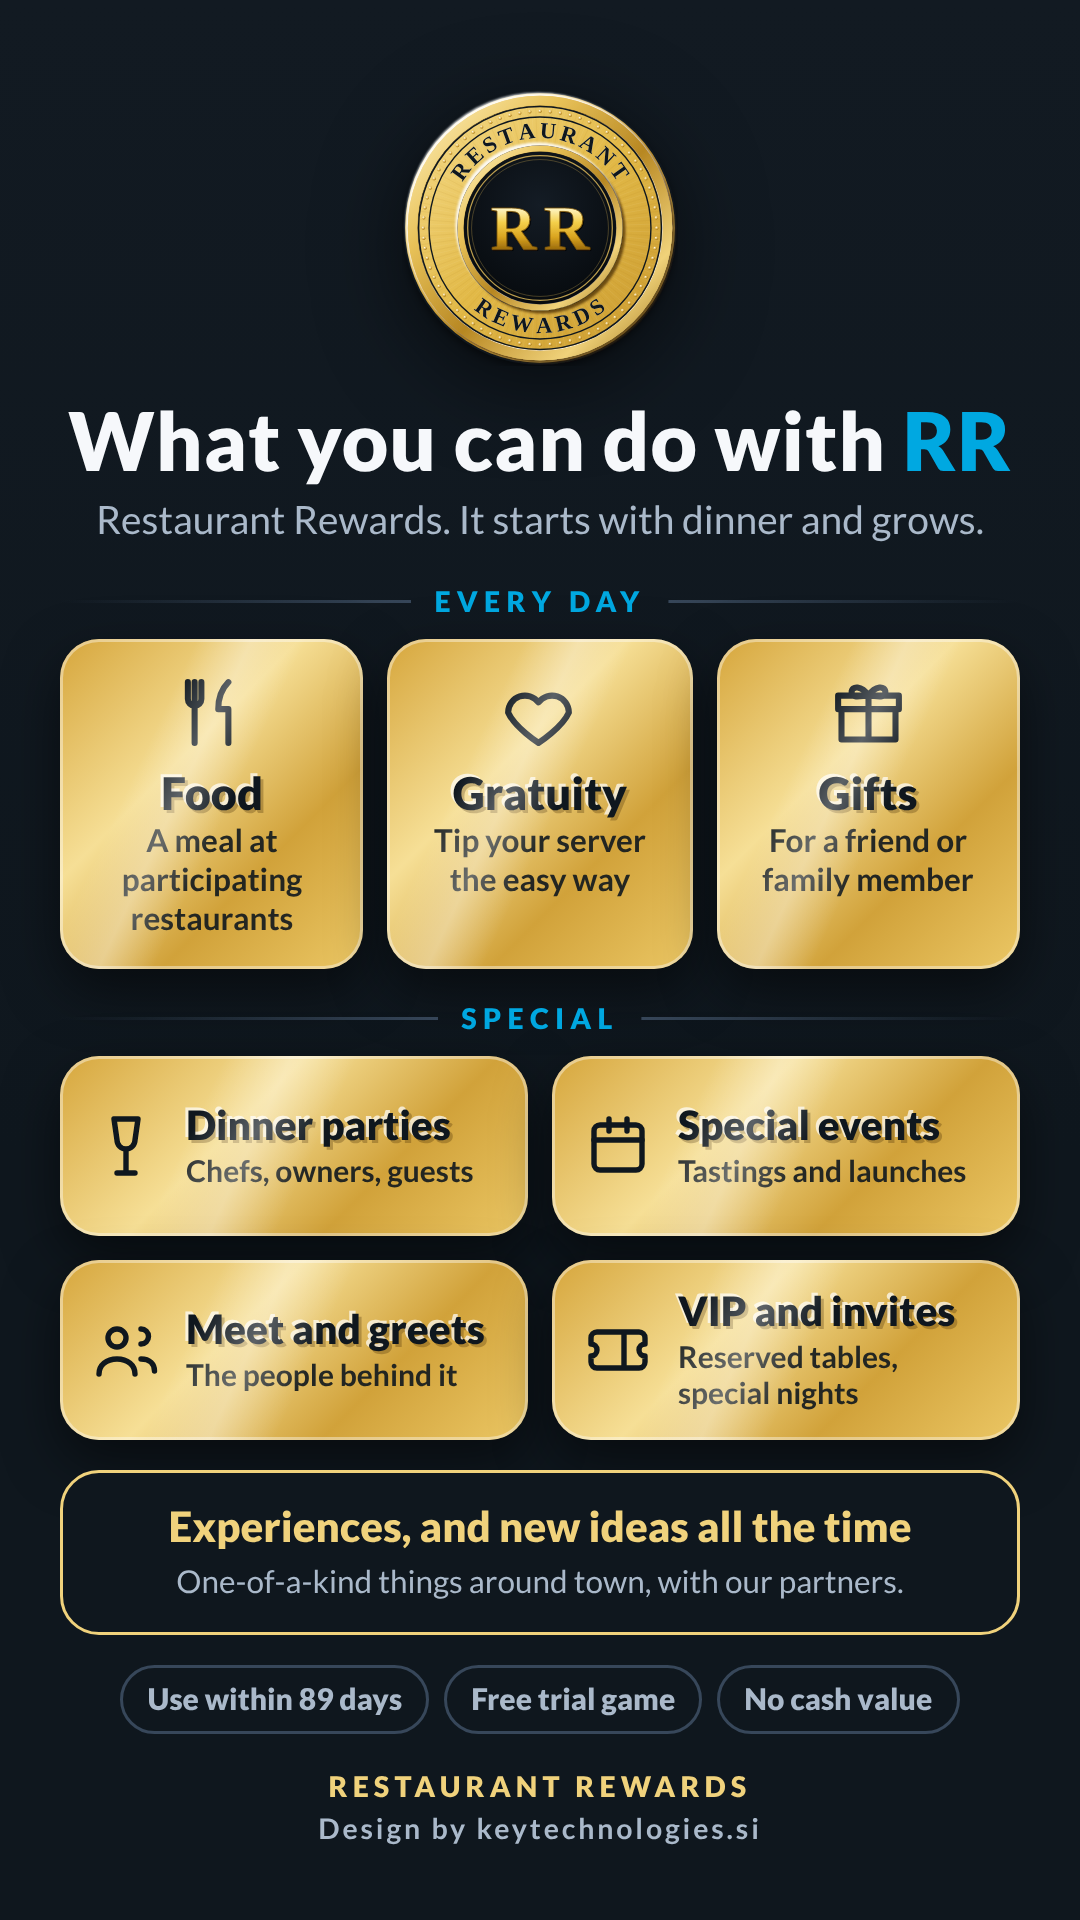 RESTAURANT
RR
REWARDS
What you can do with RR
Restaurant Rewards. It starts with dinner and grows.
EVERY DAY
Food
A meal at
participating
restaurants
Gratuity
Tip your server
the easy way
Gifts
For a friend or
family member
SPECIAL
Dinner parties
Chefs, owners, guests
Special events
Tastings and launches
Meet and greets
The people behind it
VIP and invites
Reserved tables,
special nights
Experiences, and new ideas all the time
One-of-a-kind things around town, with our partners.
Use within 89 days
Free trial game
No cash value
RESTAURANT REWARDS
Design by keytechnologies.si